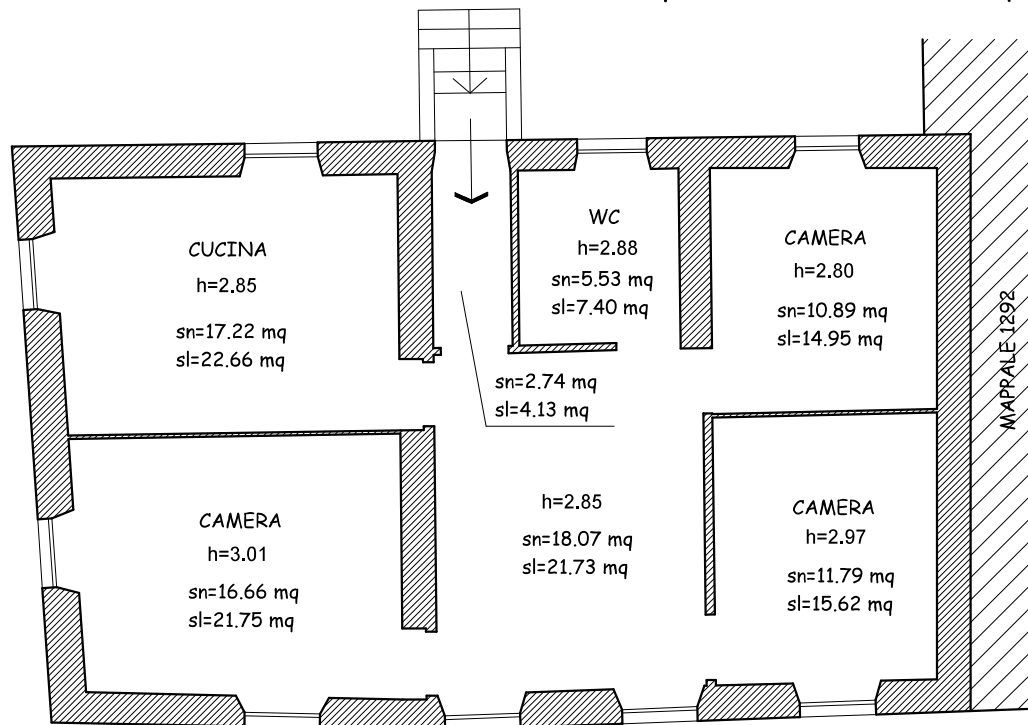 CUCINA
h=2.85
sn=17.22 mq
sl=22.66 mq
WC
h=2.88
sn=5.53 mq
sl=7.40 mq
CAMERA
h=2.80
sn=10.89 mq
sl=14.95 mq
MAPRALE 1292
sn=2.74 mq
sl=4.13 mq
CAMERA
h=3.01
sn=16.66 mq
sl=21.75 mq
h=2.85
sn=18.07 mq
sl=21.73 mq
CAMERA
h=2.97
sn=11.79 mq
sl=15.62 mq